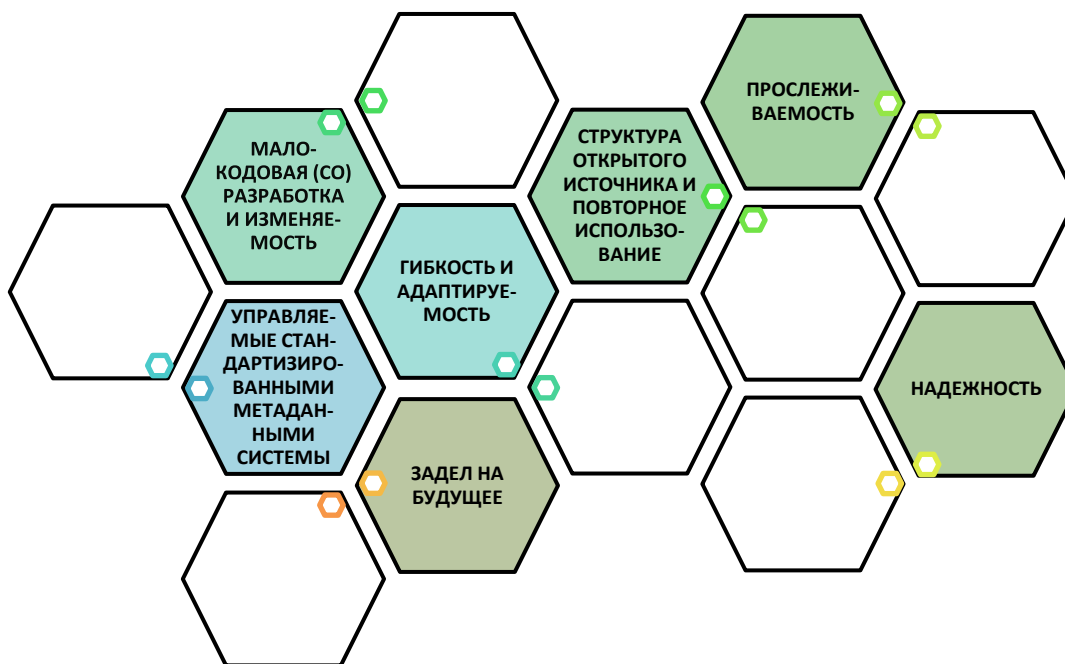 ПРОСЛЕЖИ-
ВАЕМОСТЬ
МАЛО-
КОДОВАЯ (СО)
РАЗРАБОТКА
И ИЗМЕНЯЕ-
МОСТЬ
СТРУКТУРА
ОТКРЫТОГО
ИСТОЧНИКА И
ПОВТОРНОЕ
ИСПОЛЬЗО-
ВАНИЕ
ГИБКОСТЬ И
АДАПТИРУЕ-
МОСТЬ
УПРАВЛЯЕ-
МЫЕ СТАН-
ДАРТИЗИРО-
ВАННЫМИ
МЕТАДАН-
НЫМИ
СИСТЕМЫ
НАДЕЖНОСТЬ
ЗАДЕЛ НА
БУДУЩЕЕ